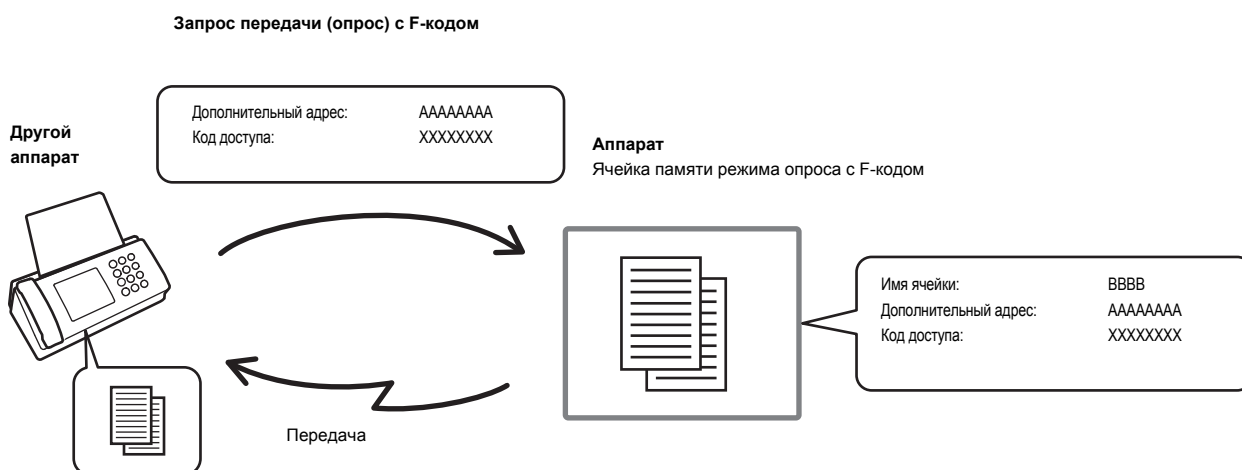 Запрос передачи (опрос) с F-кодом
Дополнительный адрес: AAAAAAAA
Код доступа: XXXXXXXX
Другой
аппарат
Аппарат
Ячейка памяти режима опроса с F-кодом
Имя ячейки: BBBB
Дополнительный адрес: AAAAAAAA
Код доступа: XXXXXXXX
Передача